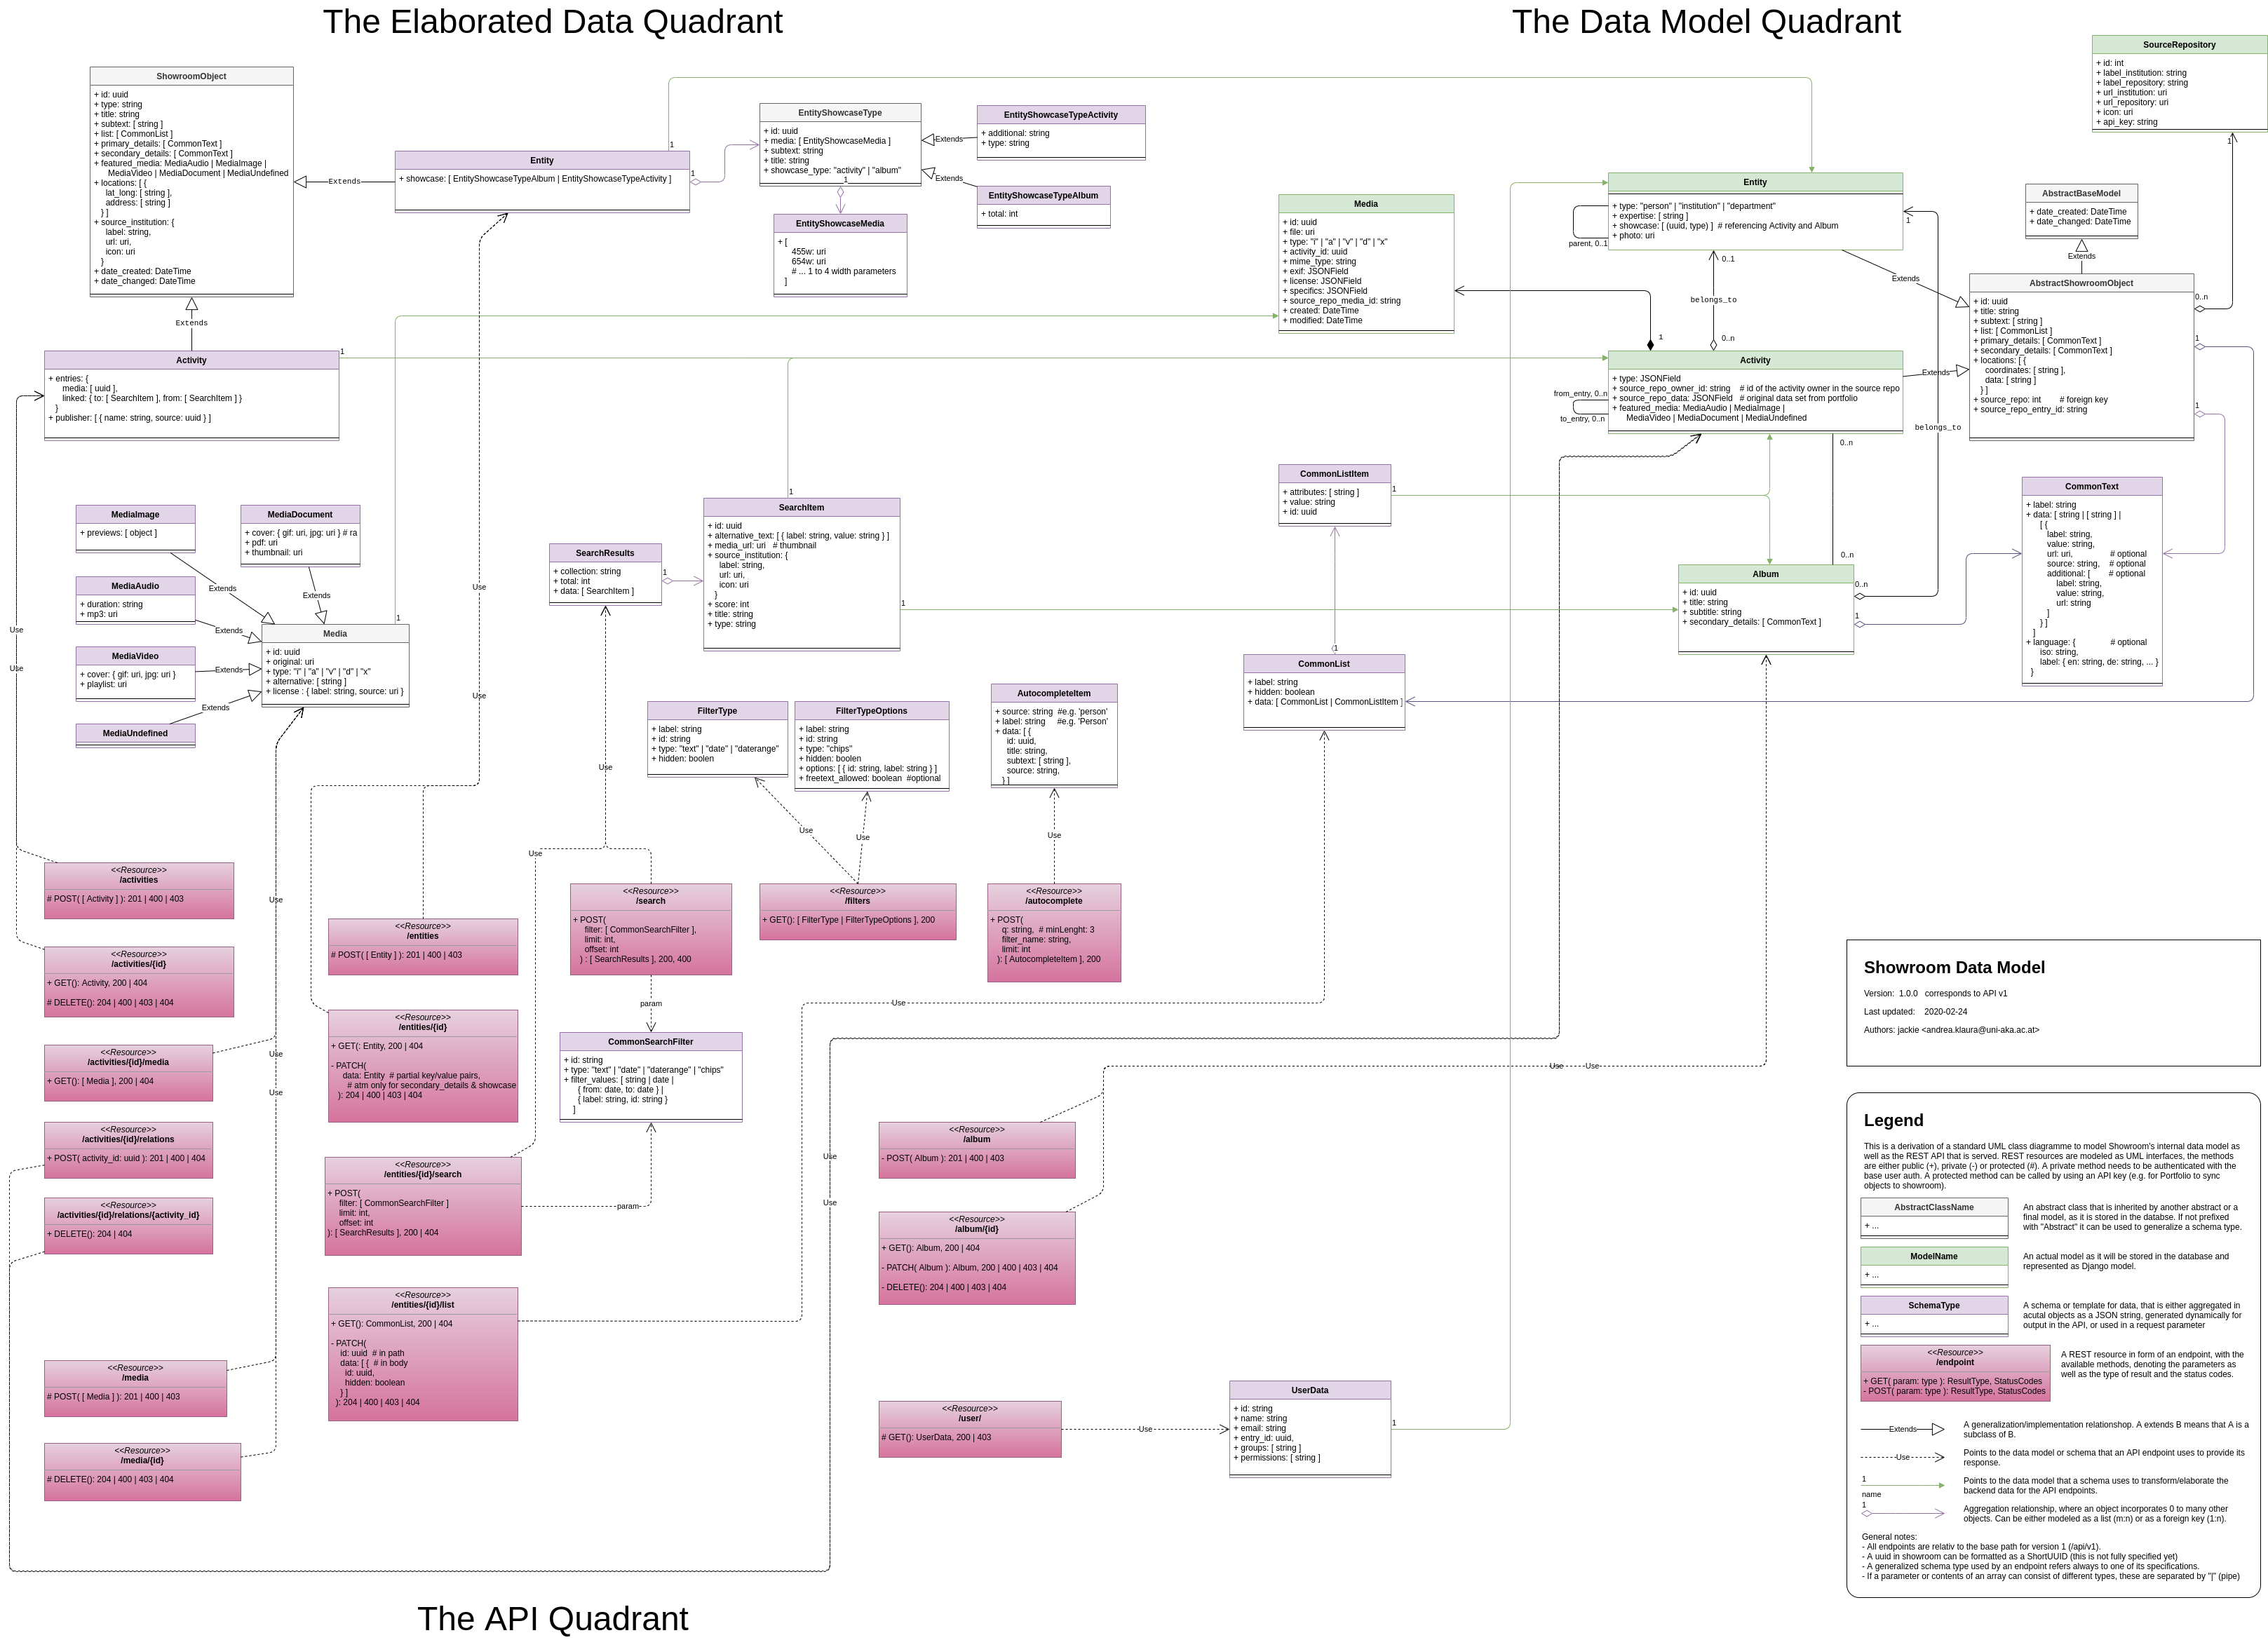 The Elaborated Data Quadrant
The Data Model Quadrant
ShowroomObject
+ id: uuid
+ type: string
+ title: string
+ subtext: [ string ]
+ list: [ CommonList ]
+ primary_details: [ CommonText ]
+ secondary_details: [ CommonText ]
+ featured_media: MediaAudio | MediaImage |
MediaVideo | MediaDocument | MediaUndefined
+ locations: [ {
lat_long: [ string ],
address: [ string ]
} ]
+ source_institution: {
label: string,
url: uri,
icon: uri
}
+ date_created: DateTime
+ date_changed: DateTime
Extends
Extends
Entity
+ showcase: [ EntityShowcaseTypeAlbum | EntityShowcaseTypeActivity ]
1
1
EntityShowcaseType
+ id: uuid
+ media: [ EntityShowcaseMedia ]
+ subtext: string
+ title: string
+ showcase_type: "activity" | "album"
1
Extends
Extends
EntityShowcaseTypeActivity
+ additional: string
+ type: string
EntityShowcaseTypeAlbum
+ total: int
EntityShowcaseMedia
+ [
455w: uri
654w: uri
# ... 1 to 4 width parameters
]
Activity
+ entries: {
media: [ uuid ],
linked: { to: [ SearchItem ], from: [ SearchItem ] }
}
+ publisher: [ { name: string, source: uuid } ]
1
Media
+ id: uuid
+ file: uri
+ type: "i" | "a" | "v" | "d" | "x"
+ activity_id: uuid
+ mime_type: string
+ exif: JSONField
+ license: JSONField
+ specifics: JSONField
+ source_repo_media_id: string
+ created: DateTime
+ modified: DateTime
Entity
+ type: "person" | "institution" | "department"
+ expertise: [ string ]
+ showcase: [ (uuid, type) ]  # referencing Activity and Album
+ photo: uri
parent, 0..1
1
0..1
belongs_to
0..n
1
Activity
+ type: JSONField
+ source_repo_owner_id: string    # id of the activity owner in the source repo
+ source_repo_data: JSONField   # original data set from portfolio
+ featured_media: MediaAudio | MediaImage |
MediaVideo | MediaDocument | MediaUndefined
from_entry, 0..n
to_entry, 0..n
0..n
0..n
belongs_to
Extends
Extends
SourceRepository
+ id: int
+ label_institution: string
+ label_repository: string
+ url_institution: uri
+ url_repository: uri
+ icon: uri
+ api_key: string
1
AbstractBaseModel
+ date_created: DateTime
+ date_changed: DateTime
Extends
AbstractShowroomObject
+ id: uuid
+ title: string
+ subtext: [ string ]
+ list: [ CommonList ]
+ primary_details: [ CommonText ]
+ secondary_details: [ CommonText ]
+ locations: [ {
coordinates: [ string ],
data: [ string ]
} ]
+ source_repo: int        # foreign key
+ source_repo_entry_id: string
0..n
1
1
CommonText
+ label: string
+ data: [ string | [ string ] |
[ {
label: string,
value: string,
url: uri,                # optional
source: string,    # optional
additional: [        # optional
label: string,
value: string,
url: string
]
} ]
]
+ language: {               # optional
iso: string,
label: { en: string, de: string, ... }
}
Album
+ id: uuid
+ title: string
+ subtitle: string
+ secondary_details: [ CommonText ]
0..n
1
CommonListItem
+ attributes: [ string ]
+ value: string
+ id: uuid
1
CommonList
+ label: string
+ hidden: boolean
+ data: [ CommonList | CommonListItem ]
1
MediaImage
+ previews: [ object ]
MediaDocument
+ cover: { gif: uri, jpg: uri } # ra
+ pdf: uri
+ thumbnail: uri
MediaAudio
+ duration: string
+ mp3: uri
MediaVideo
+ cover: { gif: uri, jpg: uri }
+ playlist: uri
MediaUndefined
Extends
Extends
Extends
Extends
Extends
Media
+ id: uuid
+ original: uri
+ type: "i" | "a" | "v" | "d" | "x"
+ alternative: [ string ]
+ license : { label: string, source: uri }
1
SearchResults
+ collection: string
+ total: int
+ data: [ SearchItem ]
1
SearchItem
+ id: uuid
+ alternative_text: [ { label: string, value: string } ]
+ media_url: uri   # thumbnail
+ source_institution: {
label: string,
url: uri,
icon: uri
}
+ score: int
+ title: string
+ type: string
1
1
FilterType
+ label: string
+ id: string
+ type: "text" | "date" | "daterange"
+ hidden: boolen
FilterTypeOptions
+ label: string
+ id: string
+ type: "chips"
+ hidden: boolen
+ options: [ { id: string, label: string } ]
+ freetext_allowed: boolean  #optional
AutocompleteItem
+ source: string  #e.g. 'person'
+ label: string     #e.g. 'Person'
+ data: [ {
id: uuid,
title: string,
subtext: [ string ],
source: string,
} ]
Use
Use
Use
Use
Use
Use
Use
Use
Use
<<Resource>>
/activities
# POST( [ Activity ] ): 201 | 400 | 403
<<Resource>>
/activities/{id}
+ GET(): Activity, 200 | 404
# DELETE(): 204 | 400 | 403 | 404
<<Resource>>
/activities/{id}/media
+ GET(): [ Media ], 200 | 404
<<Resource>>
/activities/{id}/relations
+ POST( activity_id: uuid ): 201 | 400 | 404
<<Resource>>
/activities/{id}/relations/{activity_id}
+ DELETE(): 204 | 404
<<Resource>>
/media
# POST( [ Media ] ): 201 | 400 | 403
<<Resource>>
/media/{id}
# DELETE(): 204 | 400 | 403 | 404
Use
Use
Use
<<Resource>>
/entities
# POST( [ Entity ] ): 201 | 400 | 403
<<Resource>>
/entities/{id}
+ GET(: Entity, 200 | 404
- PATCH(
data: Entity  # partial key/value pairs,
# atm only for secondary_details & showcase
): 204 | 400 | 403 | 404
<<Resource>>
/entities/{id}/search
+ POST(
filter: [ CommonSearchFilter ]
limit: int,
offset: int
): [ SearchResults ], 200 | 404
<<Resource>>
/entities/{id}/list
+ GET(): CommonList, 200 | 404
- PATCH(
id: uuid  # in path
data: [ {  # in body
id: uuid,
hidden: boolean
} ]
): 204 | 400 | 403 | 404
<<Resource>>
/search
+ POST(
filter: [ CommonSearchFilter ],
limit: int,
offset: int
) : [ SearchResults ], 200, 400
param
CommonSearchFilter
+ id: string
+ type: "text" | "date" | "daterange" | "chips"
+ filter_values: [ string | date |
{ from: date, to: date } |
{ label: string, id: string }
]
param
<<Resource>>
/filters
+ GET(): [ FilterType | FilterTypeOptions ], 200
<<Resource>>
/autocomplete
+ POST(
q: string,  # minLenght: 3
filter_name: string,
limit: int
): [ AutocompleteItem ], 200
Use
Use
Use
Use
Use
<<Resource>>
/album
- POST( Album ): 201 | 400 | 403
<<Resource>>
/album/{id}
+ GET(): Album, 200 | 404
- PATCH( Album ): Album, 200 | 400 | 403 | 404
- DELETE(): 204 | 400 | 403 | 404
<<Resource>>
/user/
# GET(): UserData, 200 | 403
Use
UserData
+ id: string
+ name: string
+ email: string
+ entry_id: uuid,
+ groups: [ string ]
+ permissions: [ string ]
1
Showroom Data Model
Version:  1.0.0   corresponds to API v1
Last updated:    2020-02-24
Authors: jackie <andrea.klaura@uni-aka.ac.at>
Legend
This is a derivation of a standard UML class diagramme to model Showroom's internal data model as
well as the REST API that is served. REST resources are modeled as UML interfaces, the methods
are either public (+), private (-) or protected (#). A private method needs to be authenticated with the
base user auth. A protected method can be called by using an API key (e.g. for Portfolio to sync
objects to showroom).
AbstractClassName
+ ...
An abstract class that is inherited by another abstract or a
final model, as it is stored in the databse. If not prefixed
with "Abstract" it can be used to generalize a schema type.
ModelName
+ ...
An actual model as it will be stored in the database and
represented as Django model.
SchemaType
+ ...
A schema or template for data, that is either aggregated in
acutal objects as a JSON string, generated dynamically for
output in the API, or used in a request parameter
<<Resource>>
/endpoint
+ GET( param: type ): ResultType, StatusCodes
- POST( param: type ): ResultType, StatusCodes
A REST resource in form of an endpoint, with the
available methods, denoting the parameters as
well as the type of result and the status codes.
Extends
A generalization/implementation relationshop. A extends B means that A is a
subclass of B.
Use
Points to the data model or schema that an API endpoint uses to provide its
response.
1
Points to the data model that a schema uses to transform/elaborate the
backend data for the API endpoints.
name
1
Aggregation relationship, where an object incorporates 0 to many other
objects. Can be either modeled as a list (m:n) or as a foreign key (1:n).
General notes:
- All endpoints are relativ to the base path for version 1 (/api/v1).
- A uuid in showroom can be formatted as a ShortUUID (this is not fully specified yet)
- A generalized schema type used by an endpoint refers always to one of its specifications.
- If a parameter or contents of an array can consist of different types, these are separated by "|" (pipe)
The API Quadrant